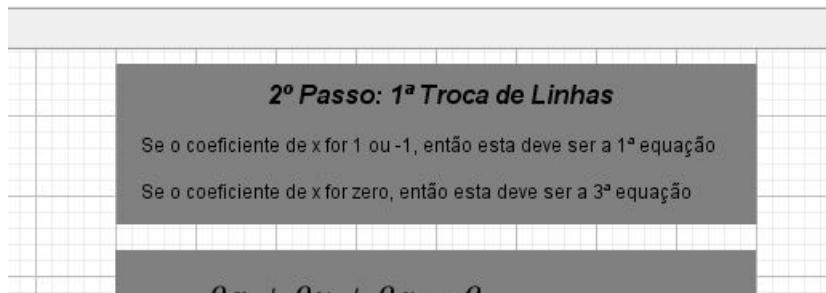 2º Passo: 1ª Troca de Linhas
Se o coeficiente de x for 1 ou -1, então esta deve ser a 1ª equação
Se o coeficiente de x for zero, então esta deve ser a 3ª equação